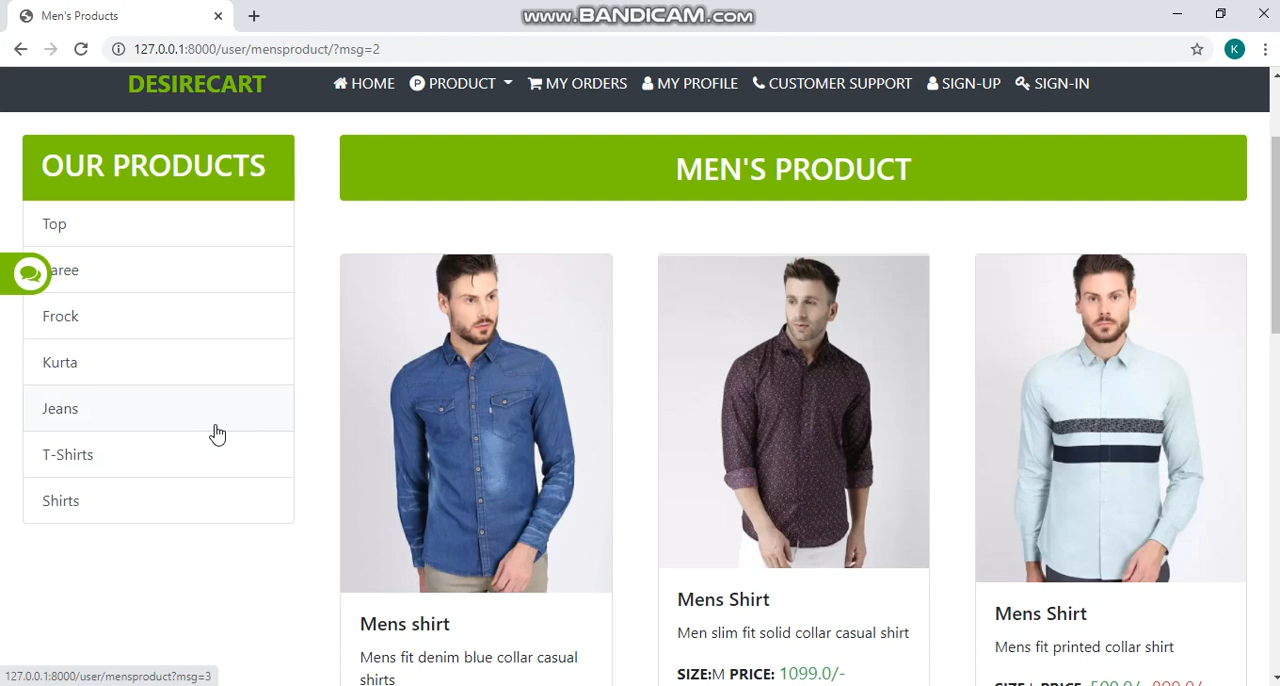 Men's Products
www.BANDICAM.com
127.0.0.1:8000/user/mensproduct/?msg=2
K
DESIRECART
HOME
PRODUCT
MY ORDERS
MY PROFILE
CUSTOMER SUPPORT
SIGN-UP
SIGN-IN
OUR PRODUCTS
Top
aree
Frock
Kurta
Jeans
T-Shirts
Shirts
MEN'S PRODUCT
Mens shirt
Mens fit denim blue collar casual
shirts
Mens Shirt
Men slim fit solid collar casual shirt
SIZE:M PRICE: 1099.0/-
Mens Shirt
Mens fit printed collar shirt
127.0.0.1:8000/user/mensproduct?msg=3